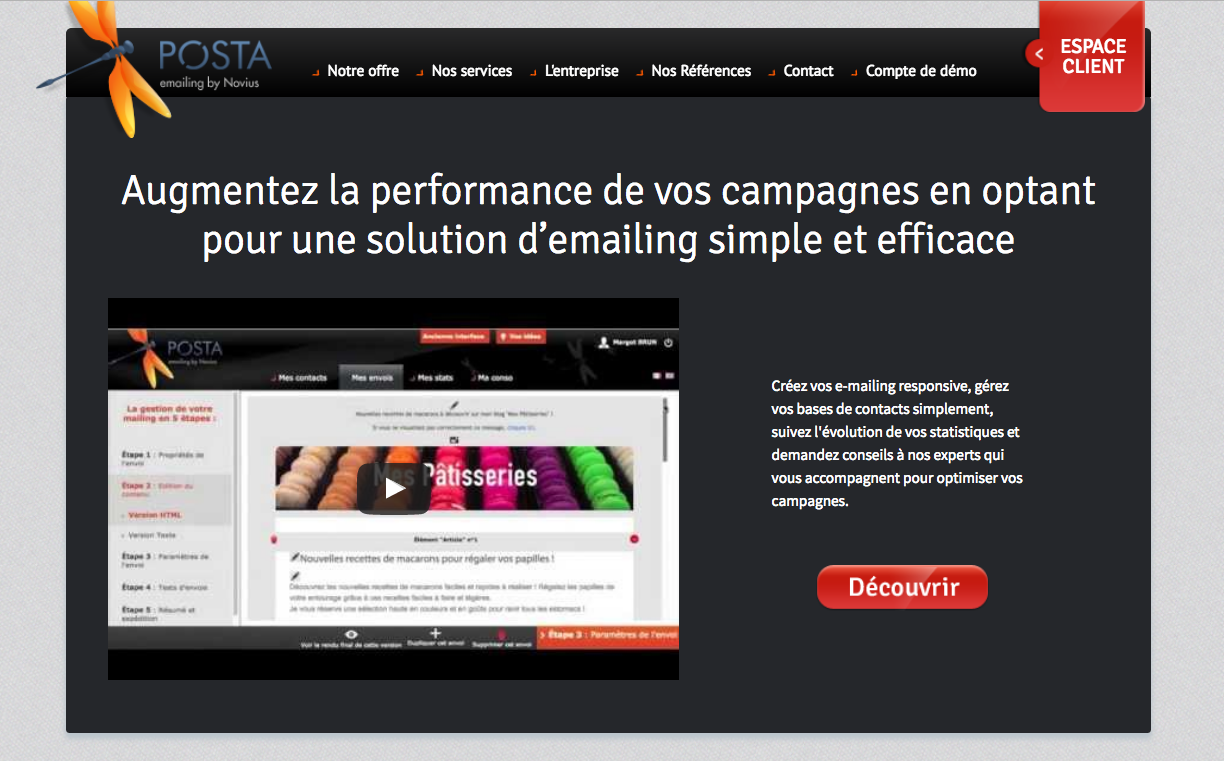 POSTA
emailing by Novius
Notre offre
Nos services
L'entreprise
Nos Références
Contact
Compte de démo
ESPACE
CLIENT
Augmentez la performance de vos campagnes en optant
pour une solution d’emailing simple et efficace
POSTA
emailing by Novius
Ancienne interface
Vos idées
Margot BRUN
Mes contacts
Mes envois
Mes stats
Ma conso
La gestion de votre
mailing en 5 étapes :
Étape 1 : Propriétés de
l'envoi
Étape 2 : Edition du
contenu
Version HTML
Version Texte
Étape 3 : Paramètres de
l'envoi
Étape 4 : Tests d'envois
Étape 5 : Résumé et
expédition
Nouvelles recettes de macarons à découvrir sur mon blog "Mes Pâtisseries" !
Si vous ne visualisez pas correctement ce message, cliquez ici.
Mes Pâtisseries
Élément "Article" n°1
Nouvelles recettes de macarons pour régaler vos papilles !
Découvrez les nouvelles recettes de macarons faciles et rapides à réaliser ! Régalez les papilles de
votre entourage grâce à ces recettes faciles à faire et légères.
Je vous réserve une sélection haute en couleurs et en goûts pour ravir tous les estomacs !
Voir le rendu final de cette version
Dupliquer cet envoi
Supprimer cet envoi
Étape 3 : Paramètres de l'envoi
Créez vos e-mailing responsive, gérez
vos bases de contacts simplement,
suivez l'évolution de vos statistiques et
demandez conseils à nos experts qui
vous accompagnent pour optimiser vos
campagnes.
Découvrir